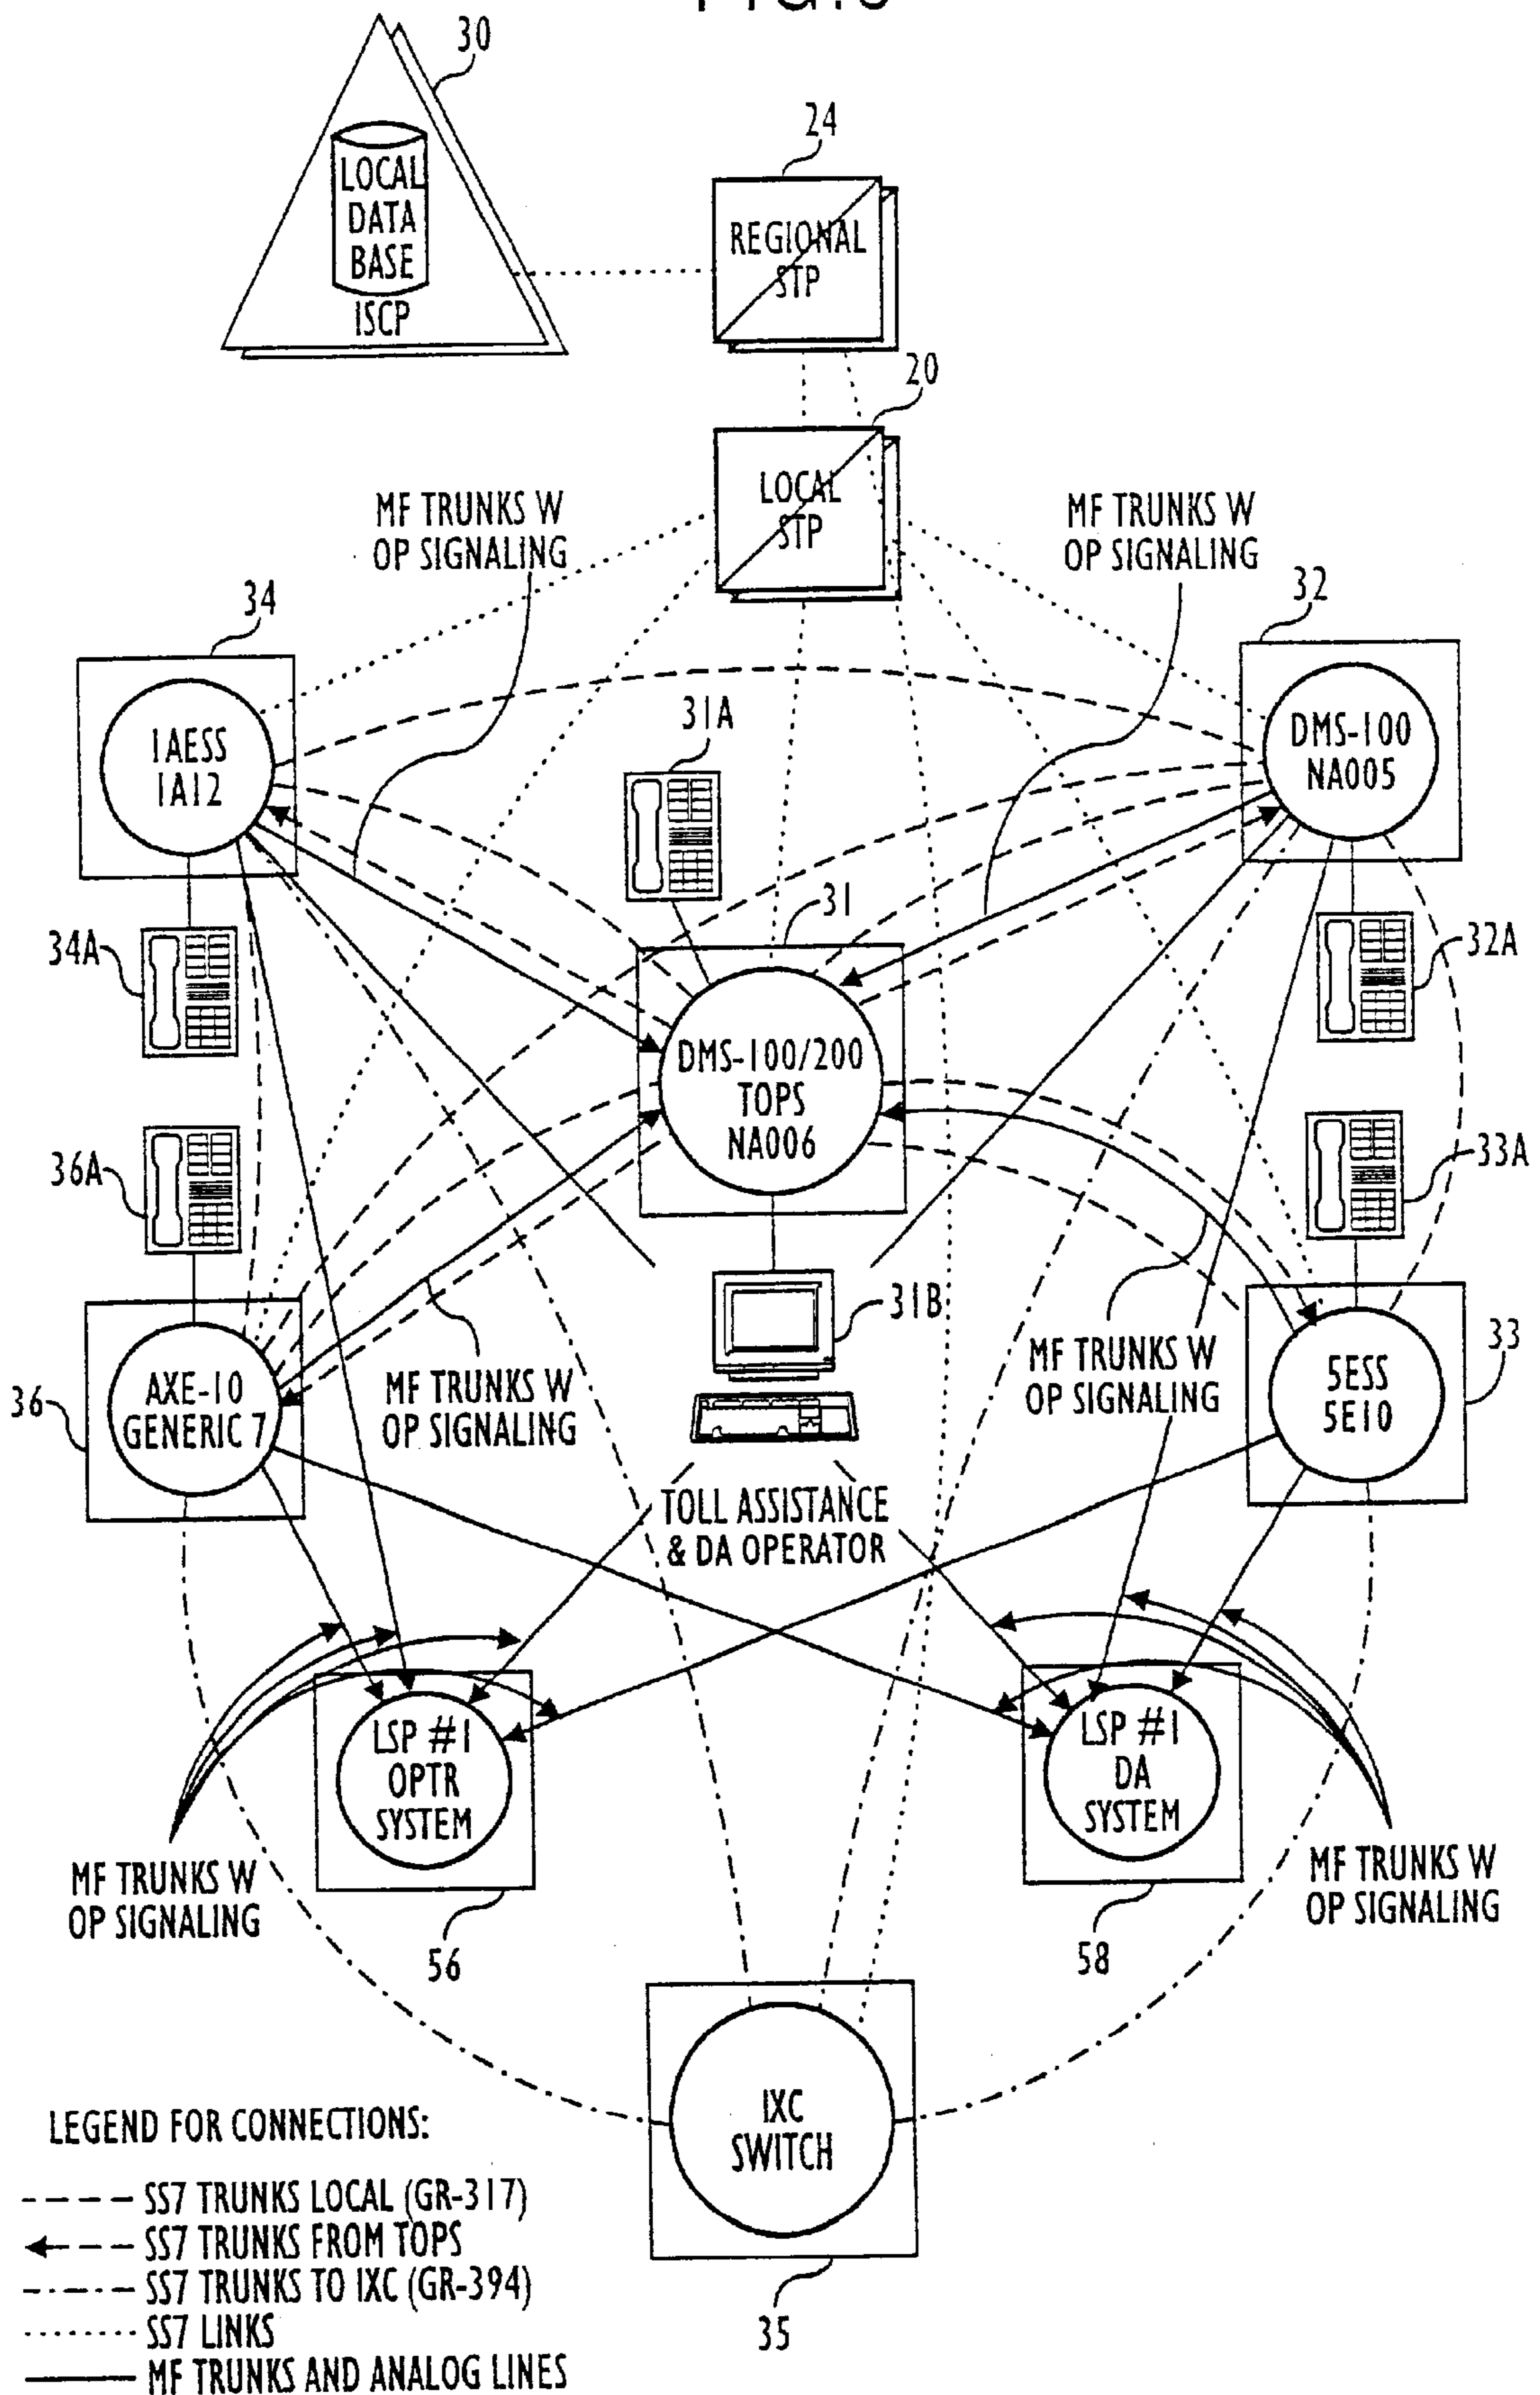 30
24
LOCAL
DATA
BASE
ISCP
REGIONAL
STP
20
LOCAL
STP
MF TRUNKS W
OP SIGNALING
MF TRUNKS W
OP SIGNALING
34
32
1AESS
1A12
31A
DMS-100
NA005
31
34A
32A
DMS-100/200
TOPS
NA006
36A
33A
31B
36
AXE-10
GENERIC 7
MF TRUNKS W
OP SIGNALING
MF TRUNKS W
OP SIGNALING
5ESS
5E10
33
TOLL ASSISTANCE
& DA OPERATOR
LSP #1
OPTR
SYSTEM
LSP #1
DA
SYSTEM
MF TRUNKS W
OP SIGNALING
MF TRUNKS W
OP SIGNALING
56
58
IXC
SWITCH
35
LEGEND FOR CONNECTIONS:
SS7 TRUNKS LOCAL (GR-317)
SS7 TRUNKS FROM TOPS
SS7 TRUNKS TO IXC (GR-394)
SS7 LINKS
MF TRUNKS AND ANALOG LINES